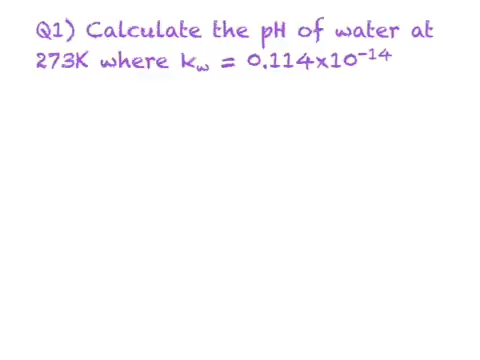 Q1) Calculate the pH of water at
273K where kw = 0.114x10⁻¹⁴